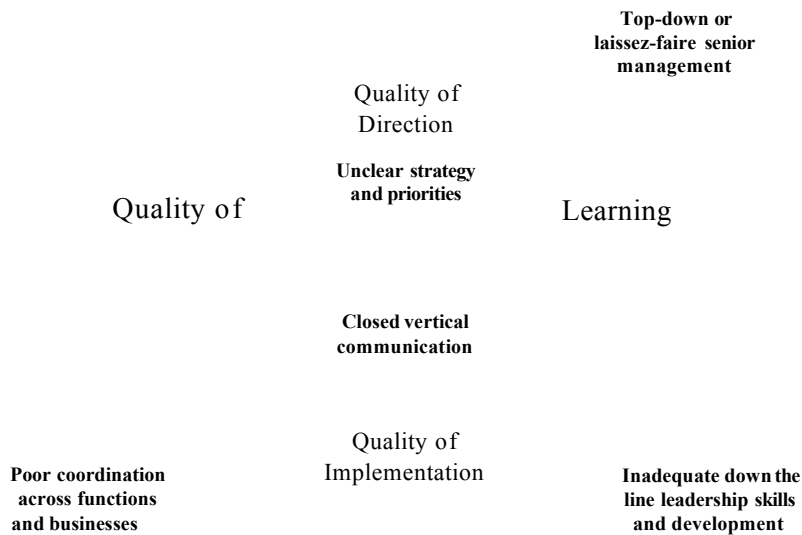 Top-down or
laissez-faire senior
management
Quality of
Direction
Unclear strategy
and priorities
Quality of Learning
Closed vertical
communication
Quality of
Implementation
Poor coordination
across functions
and businesses
Inadequate down the
line leadership skills
and development